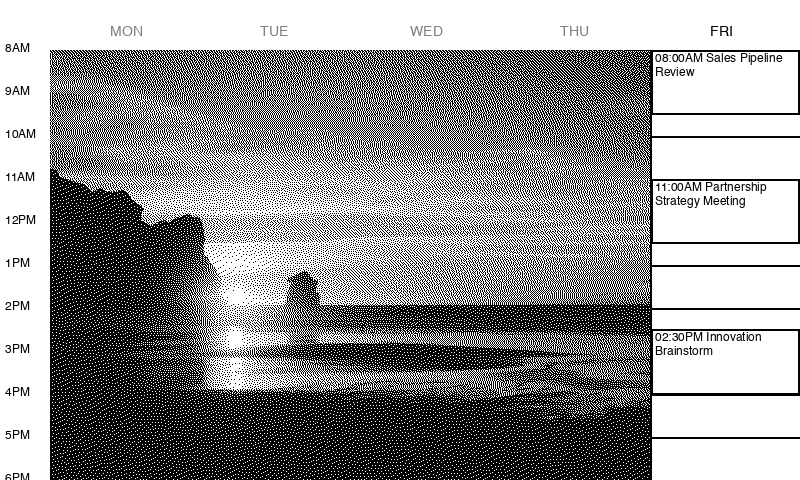 MON TUE WED THU FRI
8AM
08:00AM Sales Pipeline
Review
9AM
10AM
11AM
11:00AM Partnership
Strategy Meeting
12PM
1PM
2PM
02:30PM Innovation
Brainstorm
3PM
4PM
5PM
6PM